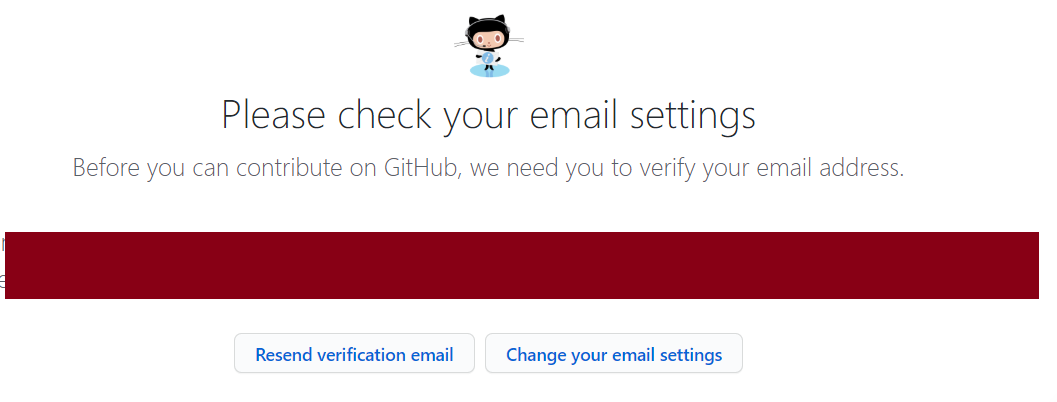 Please check your email settings
Before you can contribute on GitHub, we need you to verify your email address.
Resend verification email
Change your email settings